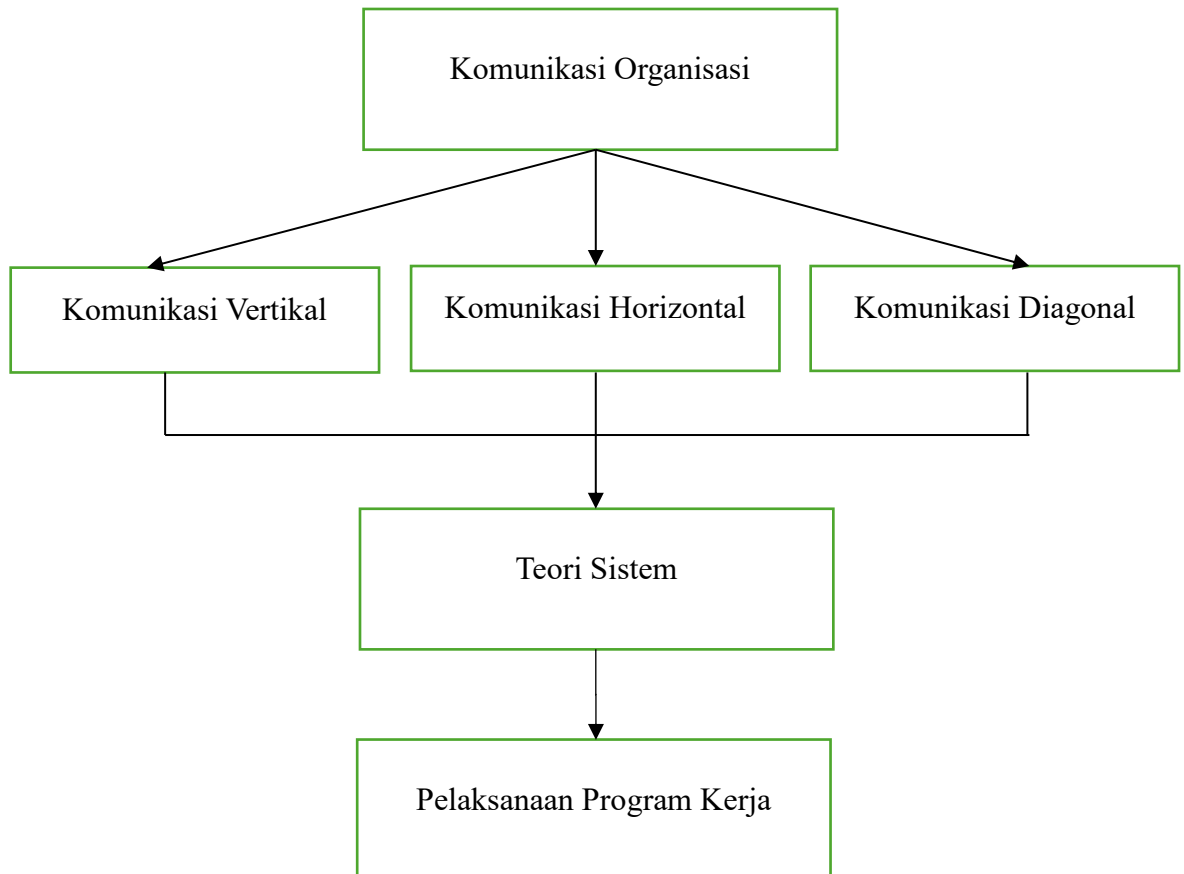 Komunikasi Organisasi
Komunikasi Vertikal
Komunikasi Horizontal
Komunikasi Diagonal
Teori Sistem
Pelaksanaan Program Kerja